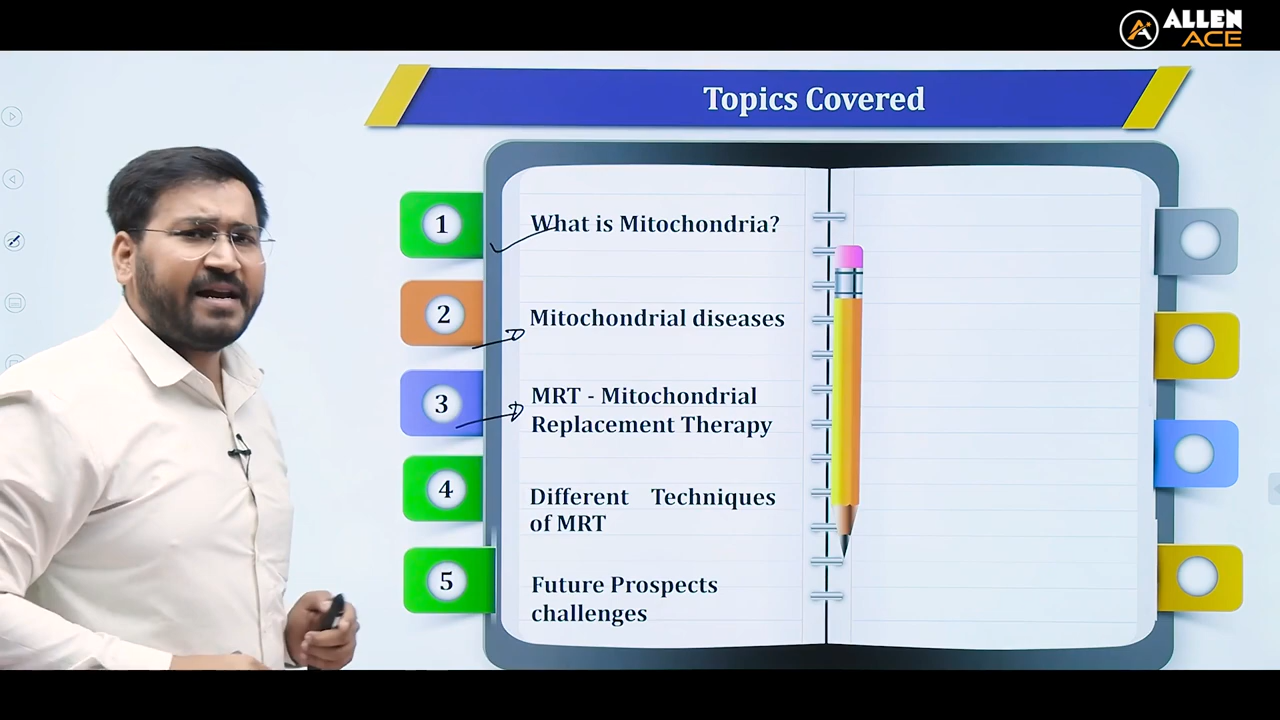 ALLEN
ACE
Topics Covered
1
What is Mitochondria?
2
Mitochondrial diseases
3
MRT - Mitochondrial
Replacement Therapy
4
Different Techniques
of MRT
5
Future Prospects
challenges